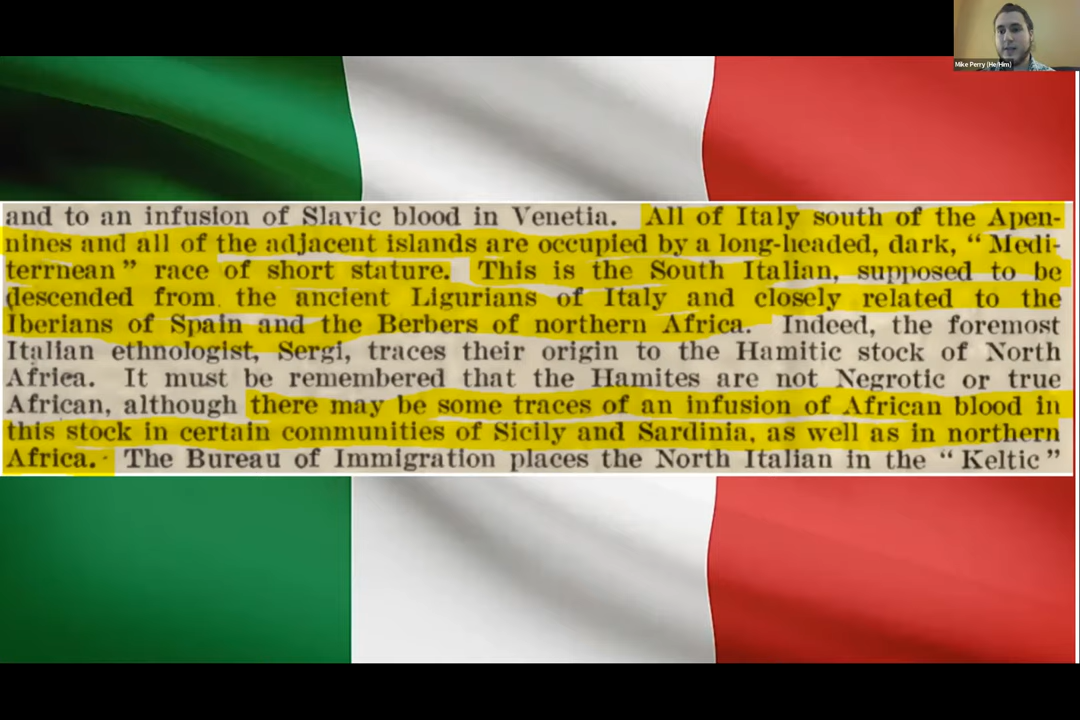 Mike Perry (He/Him)
and to an infusion of Slavic blood in Venetia. All of Italy south of the Apen-
nines and all of the adjacent islands are occupied by a long-headed, dark, “Medi-
terrnean” race of short stature. This is the South Italian, supposed to be
descended from the ancient Ligurians of Italy and closely related to the
Iberians of Spain and the Berbers of northern Africa. Indeed, the foremost
Italian ethnologist, Sergi, traces their origin to the Hamitic stock of North
Africa. It must be remembered that the Hamites are not Negrotic or true
African, although there may be some traces of an infusion of African blood in
this stock in certain communities of Sicily and Sardinia, as well as in northern
Africa. The Bureau of Immigration places the North Italian in the “Keltic”